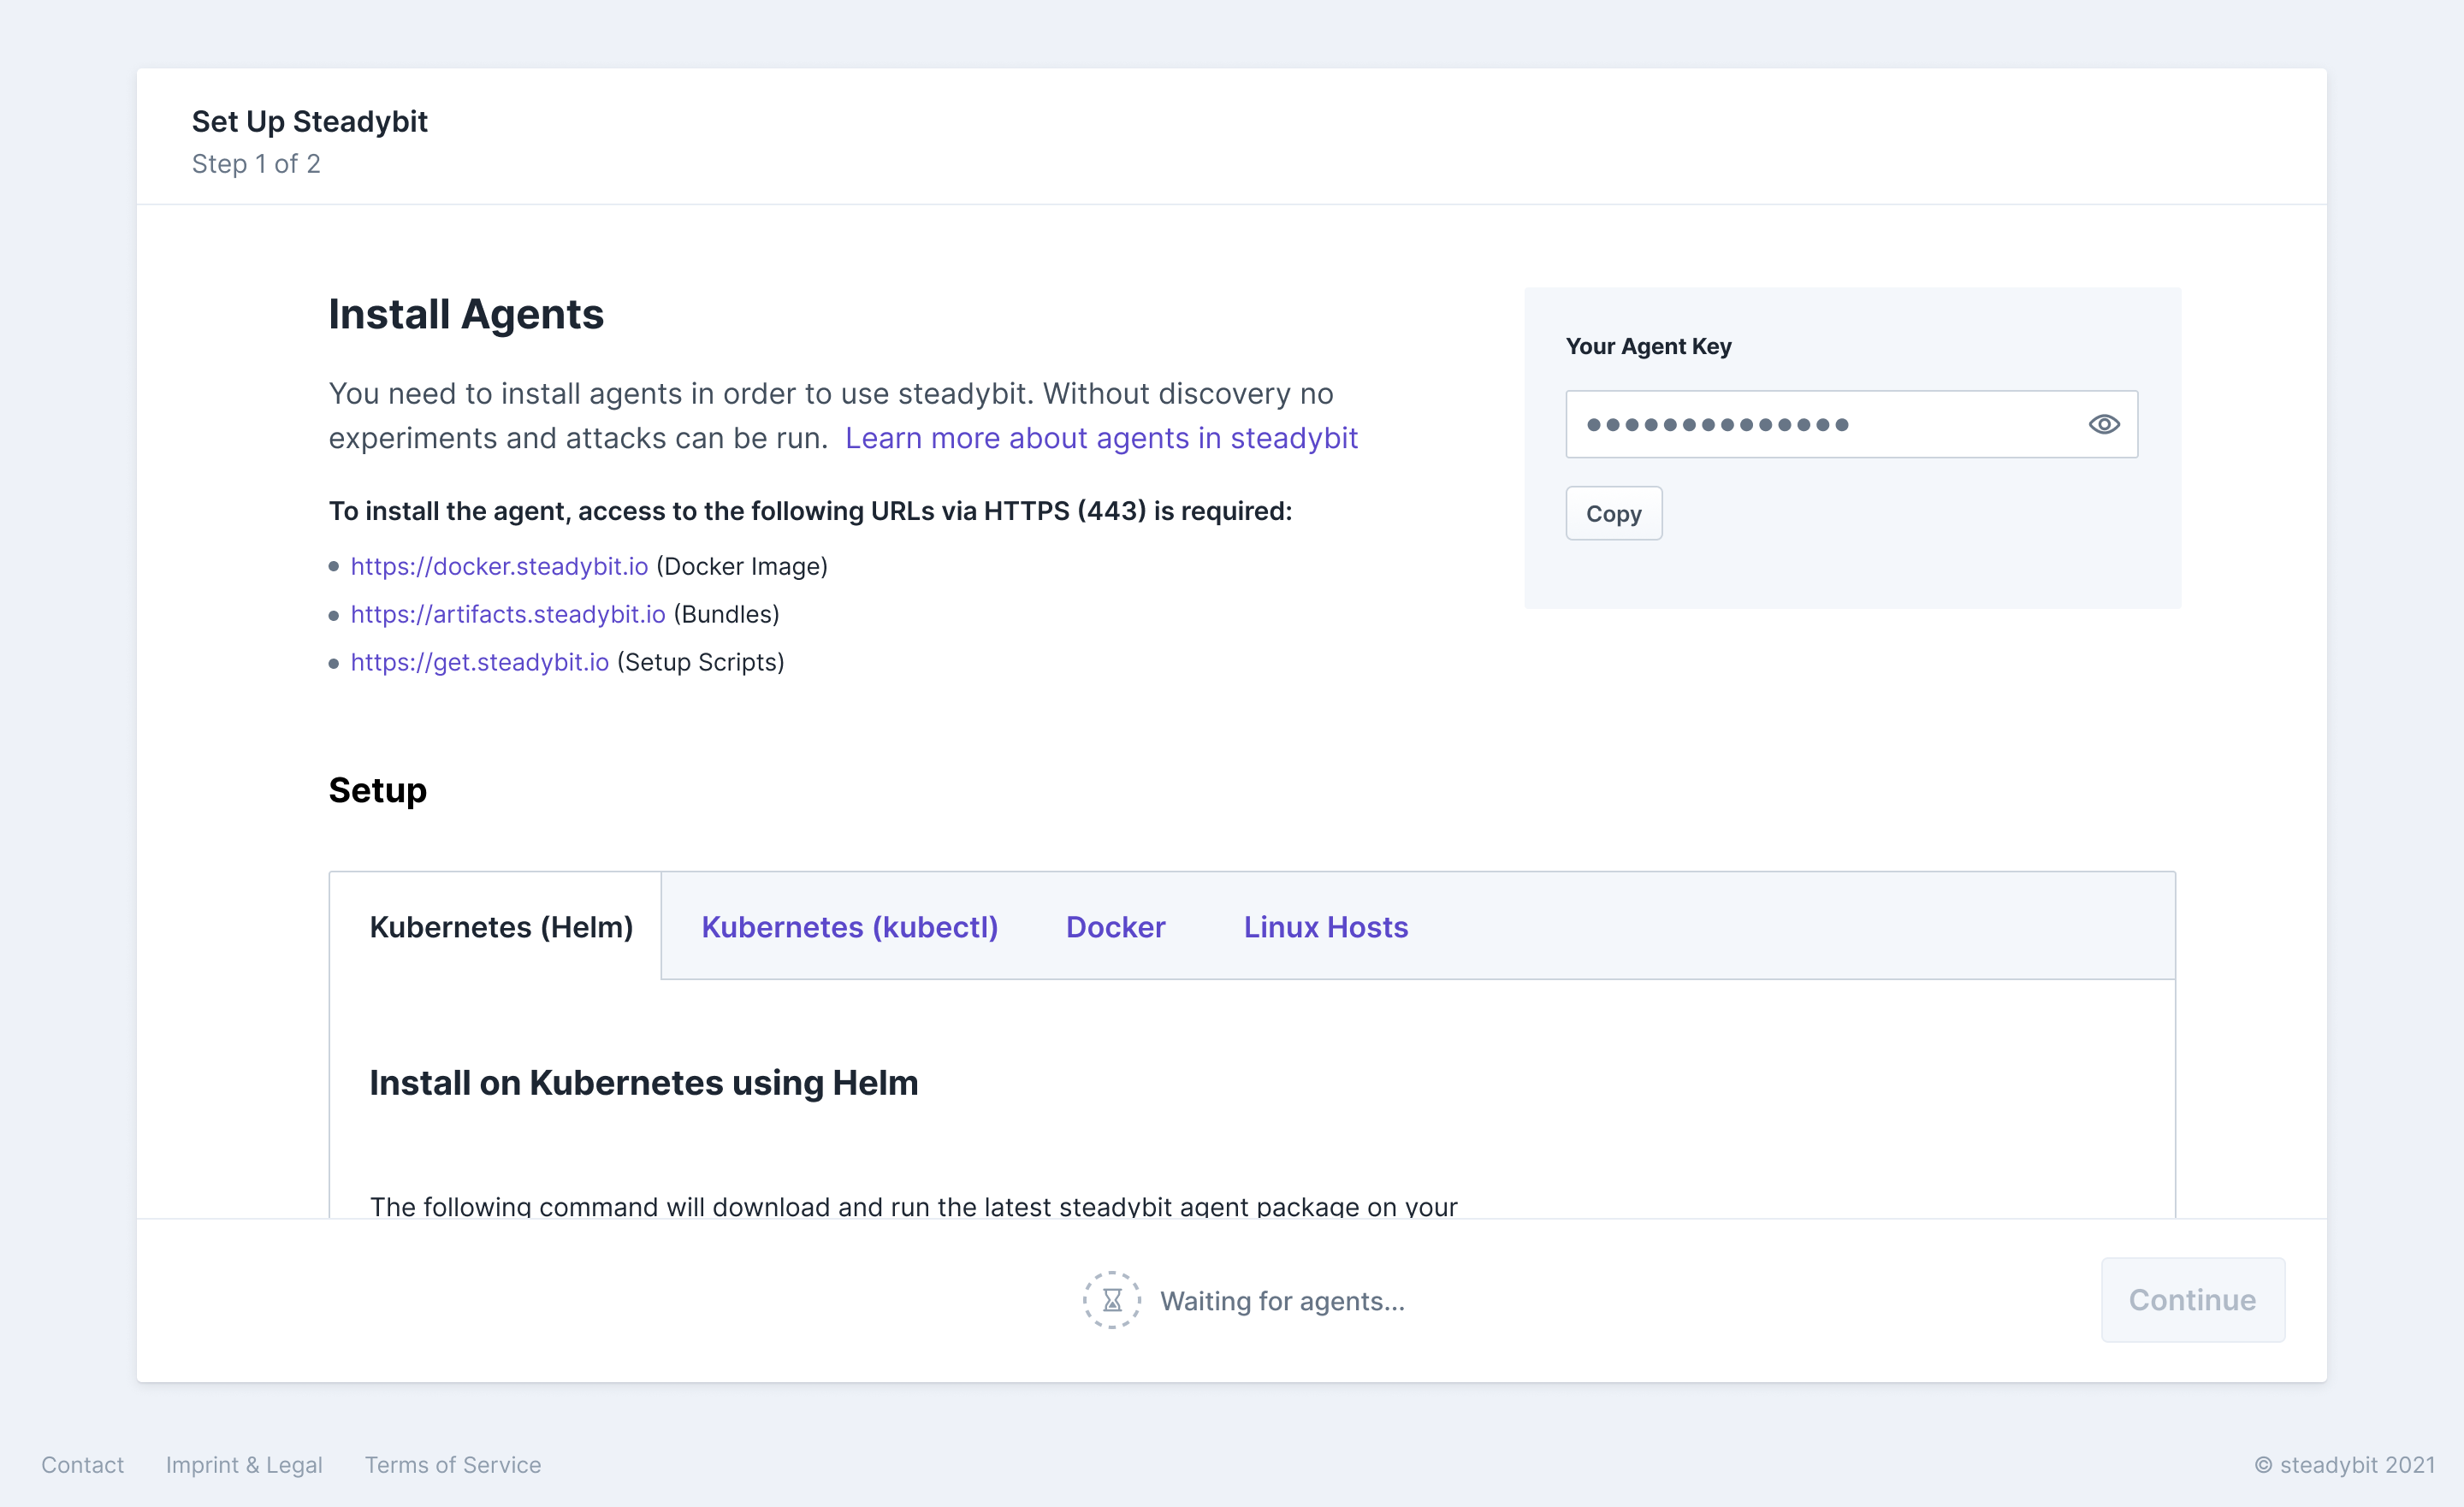 Set Up Steadybit
Step 1 of 2
Install Agents
You need to install agents in order to use steadybit. Without discovery no
experiments and attacks can be run. Learn more about agents in steadybit
To install the agent, access to the following URLs via HTTPS (443) is required:
https://docker.steadybit.io (Docker Image)
https://artifacts.steadybit.io (Bundles)
https://get.steadybit.io (Setup Scripts)
Your Agent Key
Copy
Setup
Kubernetes (Helm) Kubernetes (kubectl) Docker Linux Hosts
Install on Kubernetes using Helm
The following command will download and run the latest steadybit agent package on your
Waiting for agents...
Continue
Contact Imprint & Legal Terms of Service © steadybit 2021